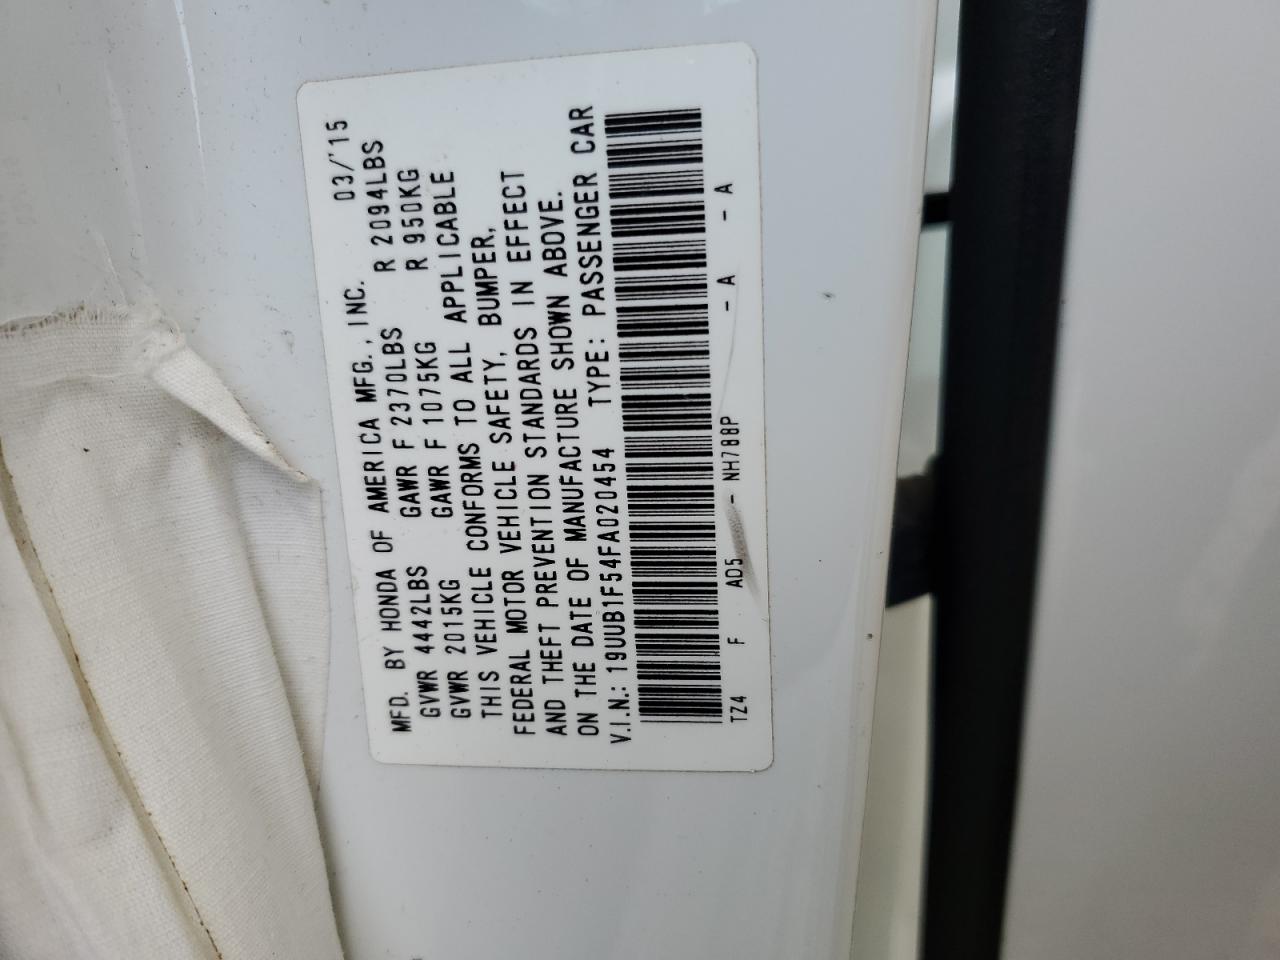 MFD. BY HONDA OF AMERICA MFG., INC. 03/'15
GVWR 4442LBS GAWR F 2370LBS R 2094LBS
GVWR 2015KG GAWR F 1075KG R 950KG
THIS VEHICLE CONFORMS TO ALL APPLICABLE
FEDERAL MOTOR VEHICLE SAFETY, BUMPER,
AND THEFT PREVENTION STANDARDS IN EFFECT
ON THE DATE OF MANUFACTURE SHOWN ABOVE.
V.I.N.: 19UUB1F54FA020454 TYPE: PASSENGER CAR
TZ4 F AD5 - NH788P - A - A